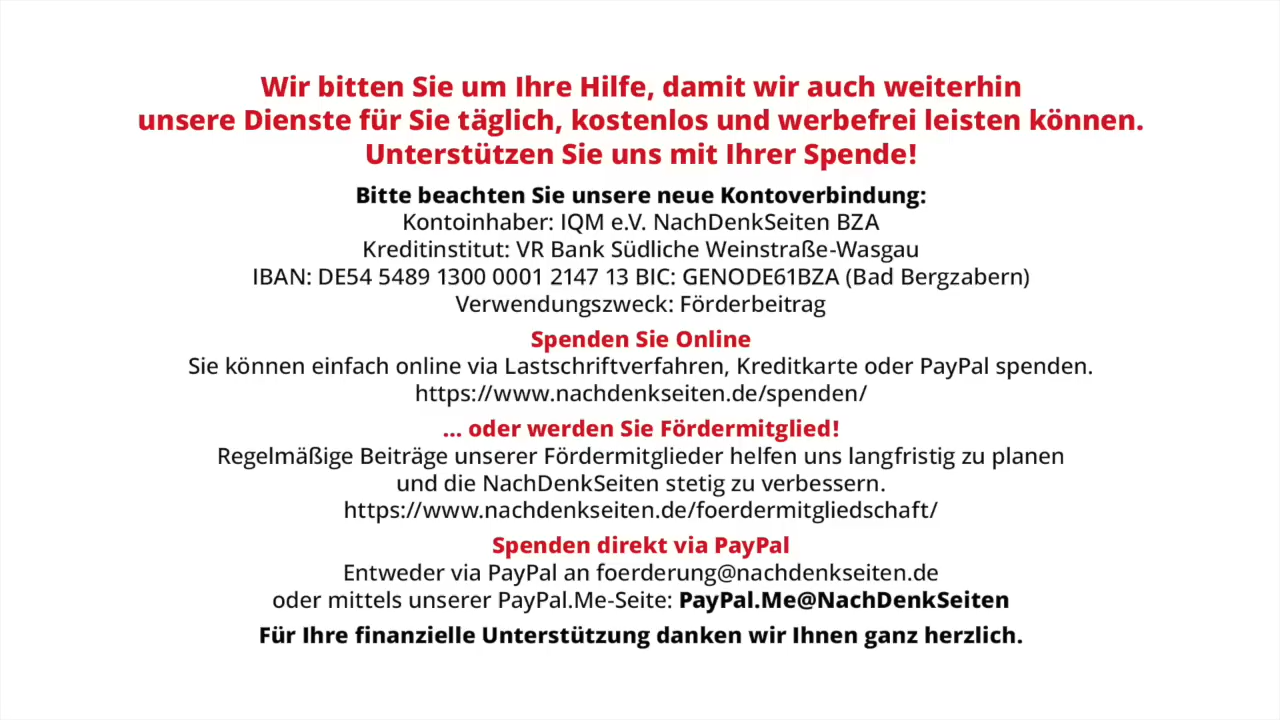 Wir bitten Sie um Ihre Hilfe, damit wir auch weiterhin
unsere Dienste für Sie täglich, kostenlos und werbefrei leisten können.
Unterstützen Sie uns mit Ihrer Spende!
Bitte beachten Sie unsere neue Kontoverbindung:
Kontoinhaber: IQM e.V. NachDenkSeiten BZA
Kreditinstitut: VR Bank Südliche Weinstraße-Wasgau
IBAN: DE54 5489 1300 0001 2147 13 BIC: GENODE61BZA (Bad Bergzabern)
Verwendungszweck: Förderbeitrag
Spenden Sie Online
Sie können einfach online via Lastschriftverfahren, Kreditkarte oder PayPal spenden.
https://www.nachdenkseiten.de/spenden/
... oder werden Sie Fördermitglied!
Regelmäßige Beiträge unserer Fördermitglieder helfen uns langfristig zu planen
und die NachDenkSeiten stetig zu verbessern.
https://www.nachdenkseiten.de/foerdermitgliedschaft/
Spenden direkt via PayPal
Entweder via PayPal an foerderung@nachdenkseiten.de
oder mittels unserer PayPal.Me-Seite: PayPal.Me@NachDenkSeiten
Für Ihre finanzielle Unterstützung danken wir Ihnen ganz herzlich.